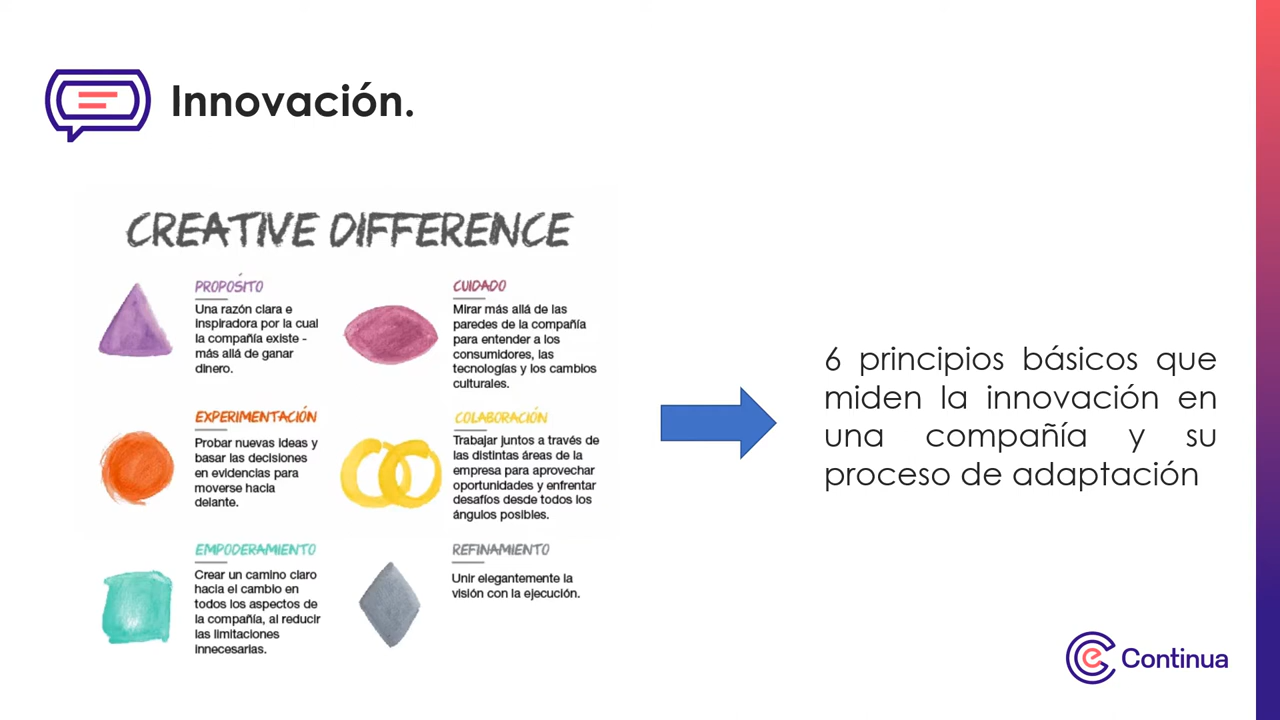 Innovación.
CREATIVE DIFFERENCE
PROPÓSITO
Una razón clara e
inspiradora por la cual
la compañía existe -
más allá de ganar
dinero.
CUIDADO
Mirar más allá de las
paredes de la compañía
para entender a los
consumidores, las
tecnologías y los cambios
culturales.
EXPERIMENTACIÓN
Probar nuevas ideas y
basar las decisiones
en evidencias para
moverse hacia
delante.
COLABORACIÓN
Trabajar juntos a través de
las distintas áreas de la
empresa para aprovechar
oportunidades y enfrentar
desafíos desde todos los
ángulos posibles.
EMPODERAMIENTO
Crear un camino claro
hacia el cambio en
todos los aspectos de
la compañía, al reducir
las limitaciones
innecesarias.
REFINAMIENTO
Unir elegantemente la
visión con la ejecución.
6 principios básicos que
miden la innovación en
una compañía y su
proceso de adaptación
e Continua